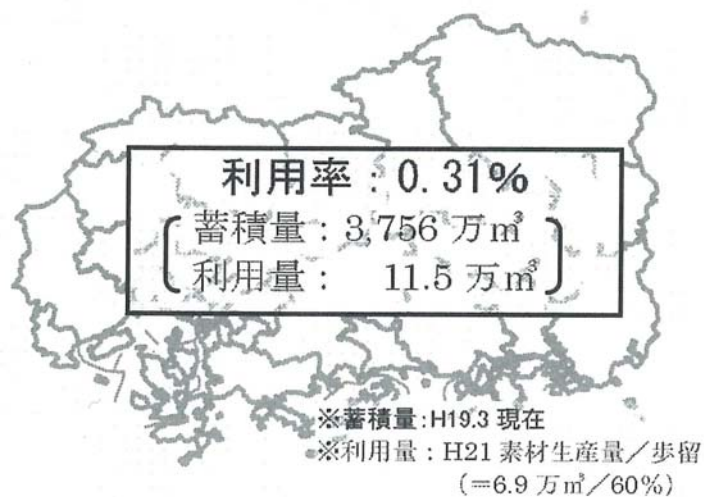 利用率：0.31%
蓄積量：3,756 万㎥
利用量： 11.5 万㎥
※蓄積量:H19.3 現在
※利用量：H21 素材生産量／歩留
(＝6.9 万㎥／60%)